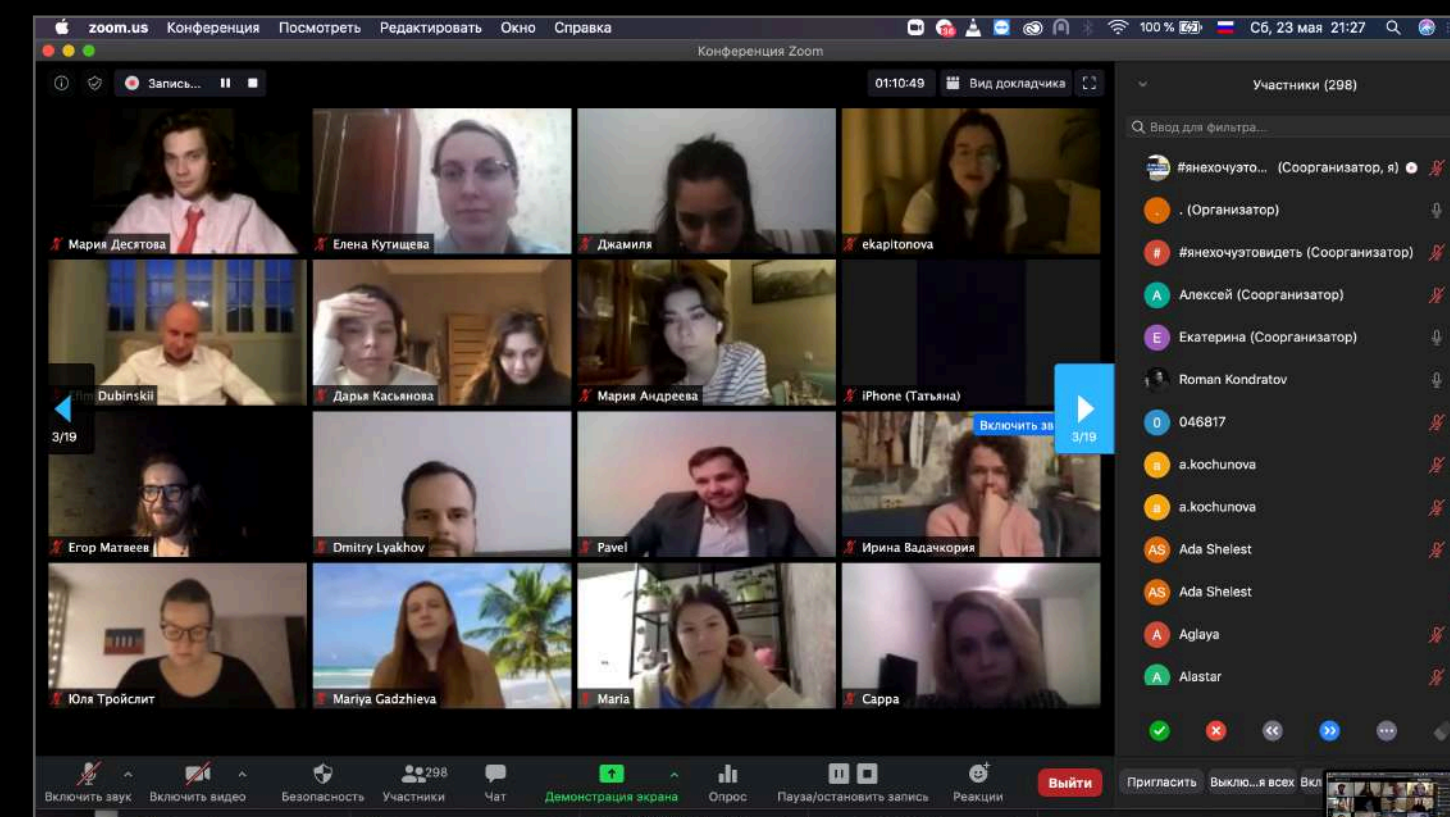 zoom.us Конференция Посмотреть Редактировать Окно Справка
100 % Сб, 23 мая 21:27
Конференция Zoom
Запись...
01:10:49 Вид докладчика
Мария Десятова
Елена Кутищева
Джамиля
ekapitonova
Efim Dubinskii
Дарья Касьянова
Мария Андреева
iPhone (Татьяна)
3/19
Включить зв
3/19
Егор Матвеев
Dmitry Lyakhov
Pavel
Ирина Вадачкория
Юля Тройслит
Mariya Gadzhieva
Maria
Сарра
Участники (298)
Ввод для фильтра...
#янехочуэто... (Соорганизатор, я)
. . (Организатор)
# #янехочуэтовидеть (Соорганизатор)
А Алексей (Соорганизатор)
Е Екатерина (Соорганизатор)
Roman Kondratov
0 046817
a a.kochunova
a a.kochunova
AS Ada Shelest
AS Ada Shelest
A Aglaya
A Alastar
Включить звук
Включить видео
Безопасность
298
Участники
Чат
Демонстрация экрана
Опрос
Пауза/остановить запись
Реакции
Выйти
Пригласить Выклю...я всех Вкл